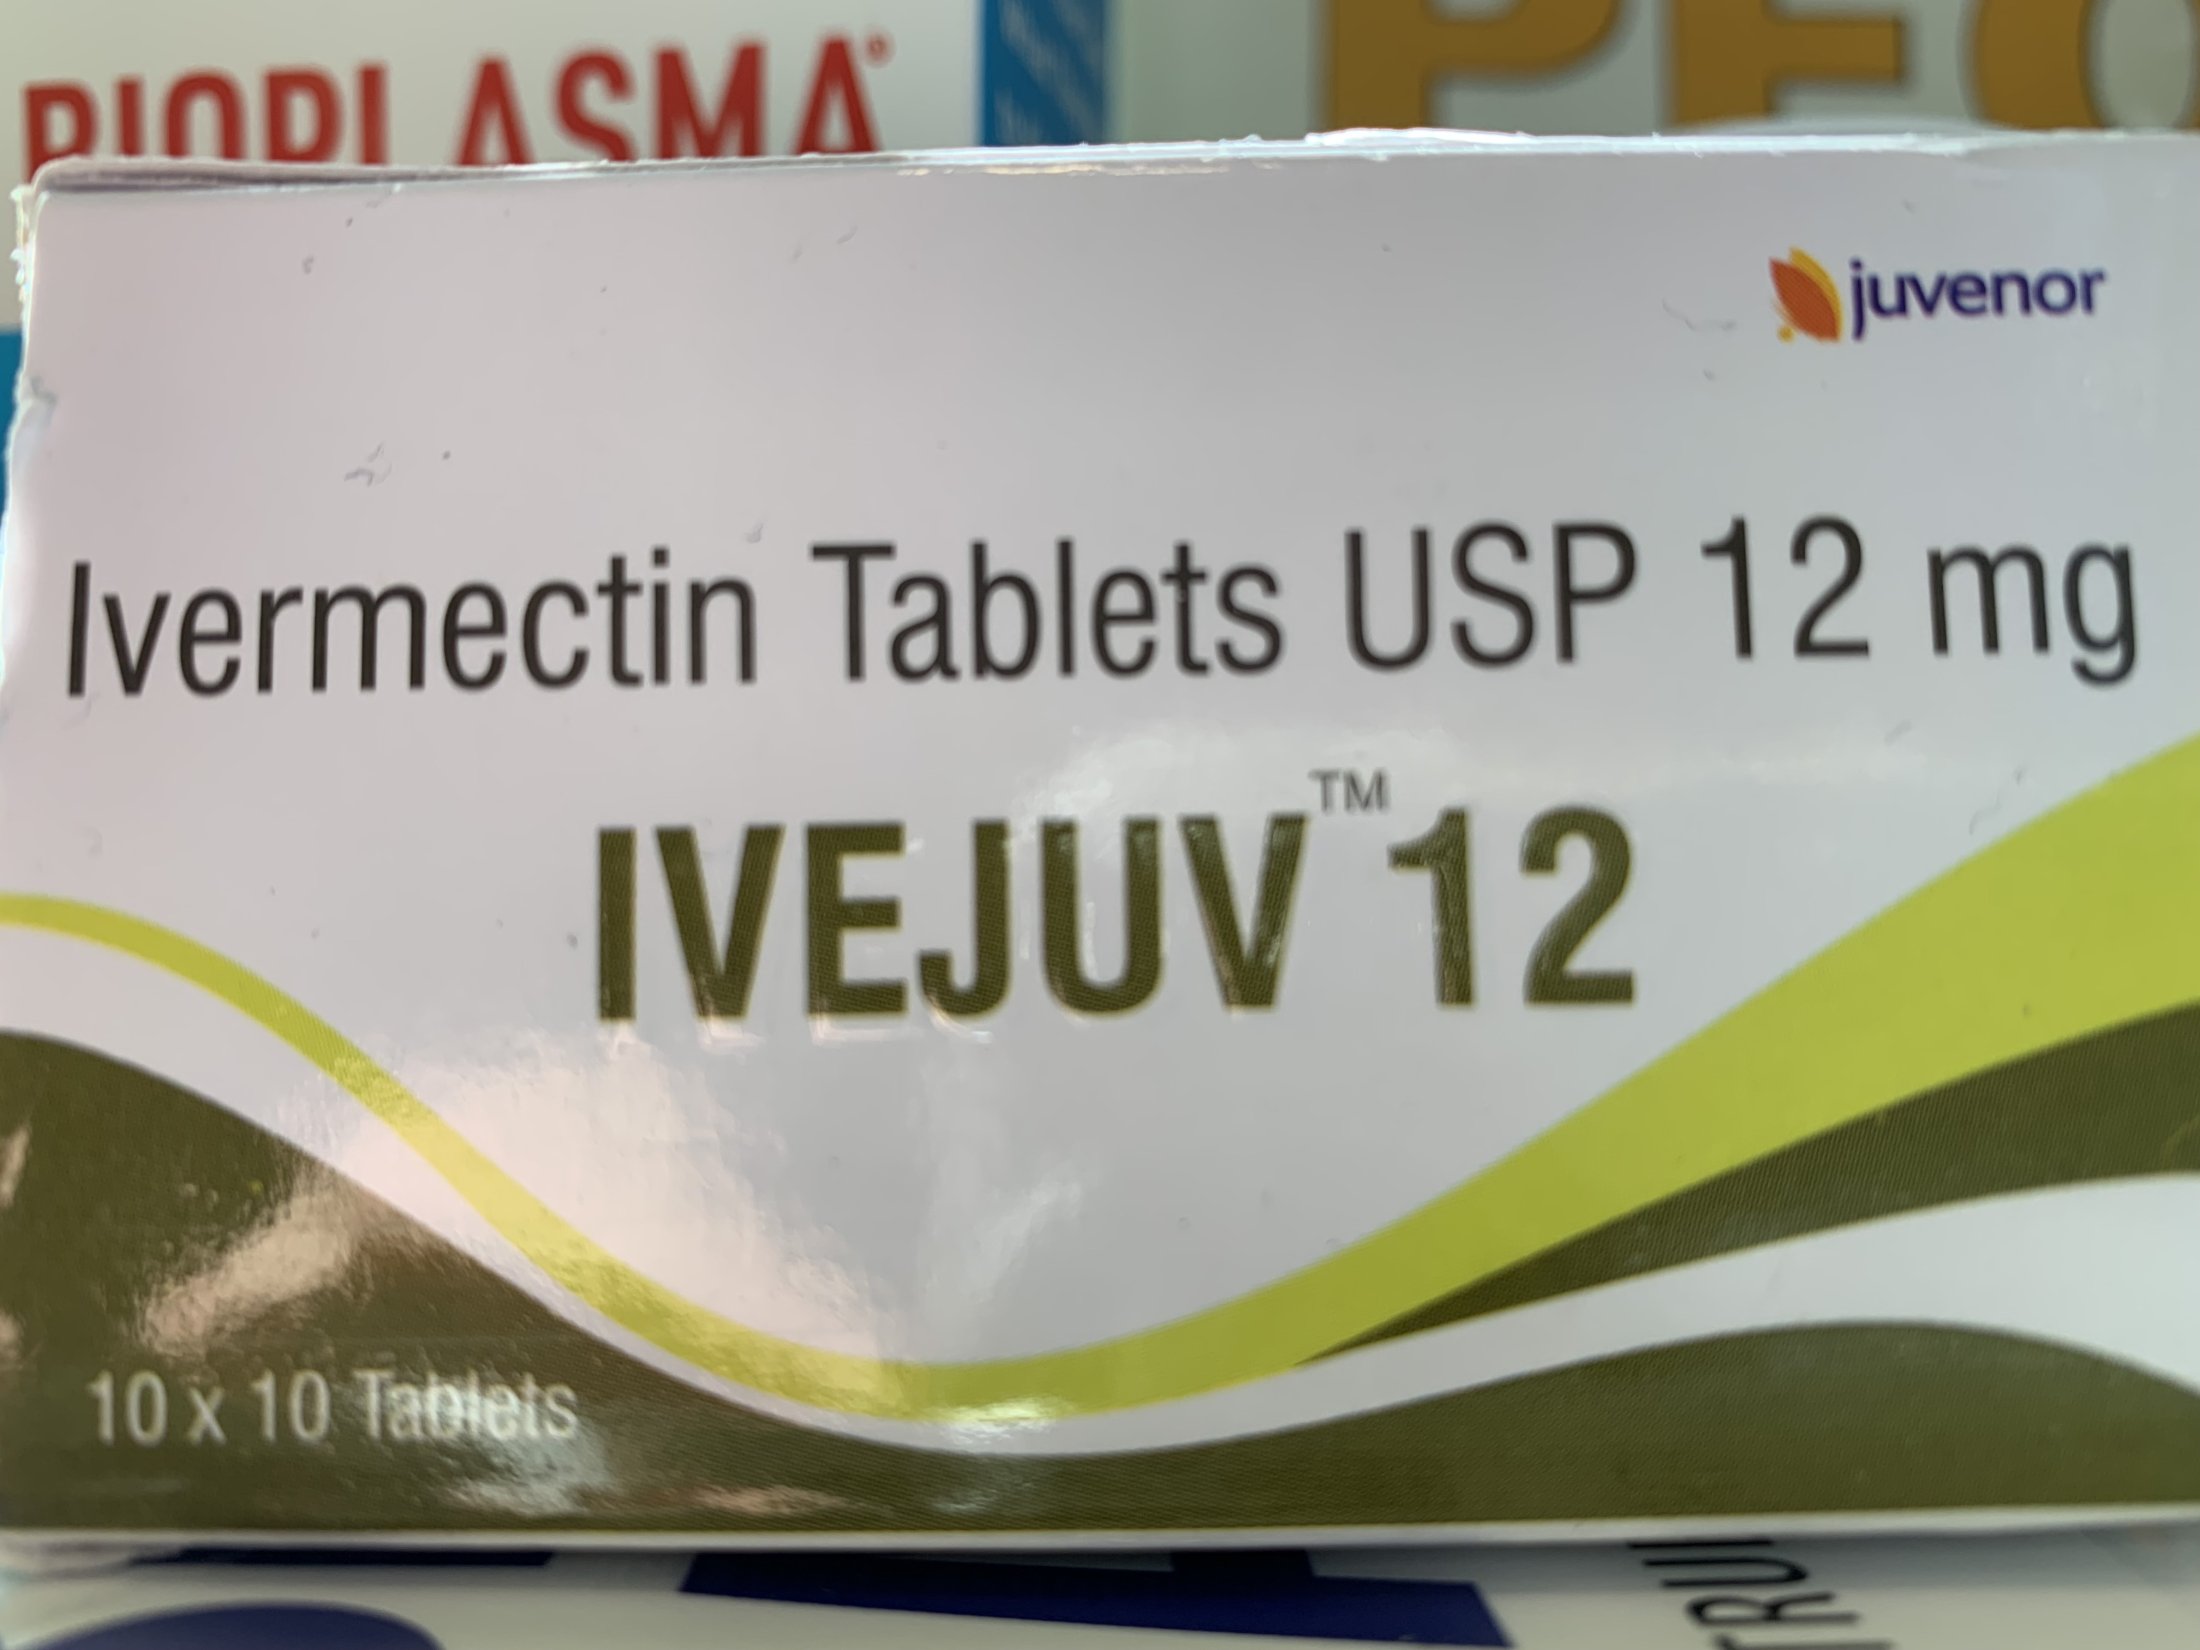 BIOPLASMA®
juvenor
Ivermectin Tablets USP 12 mg
IVEJUV™ 12
10 x 10 Tablets